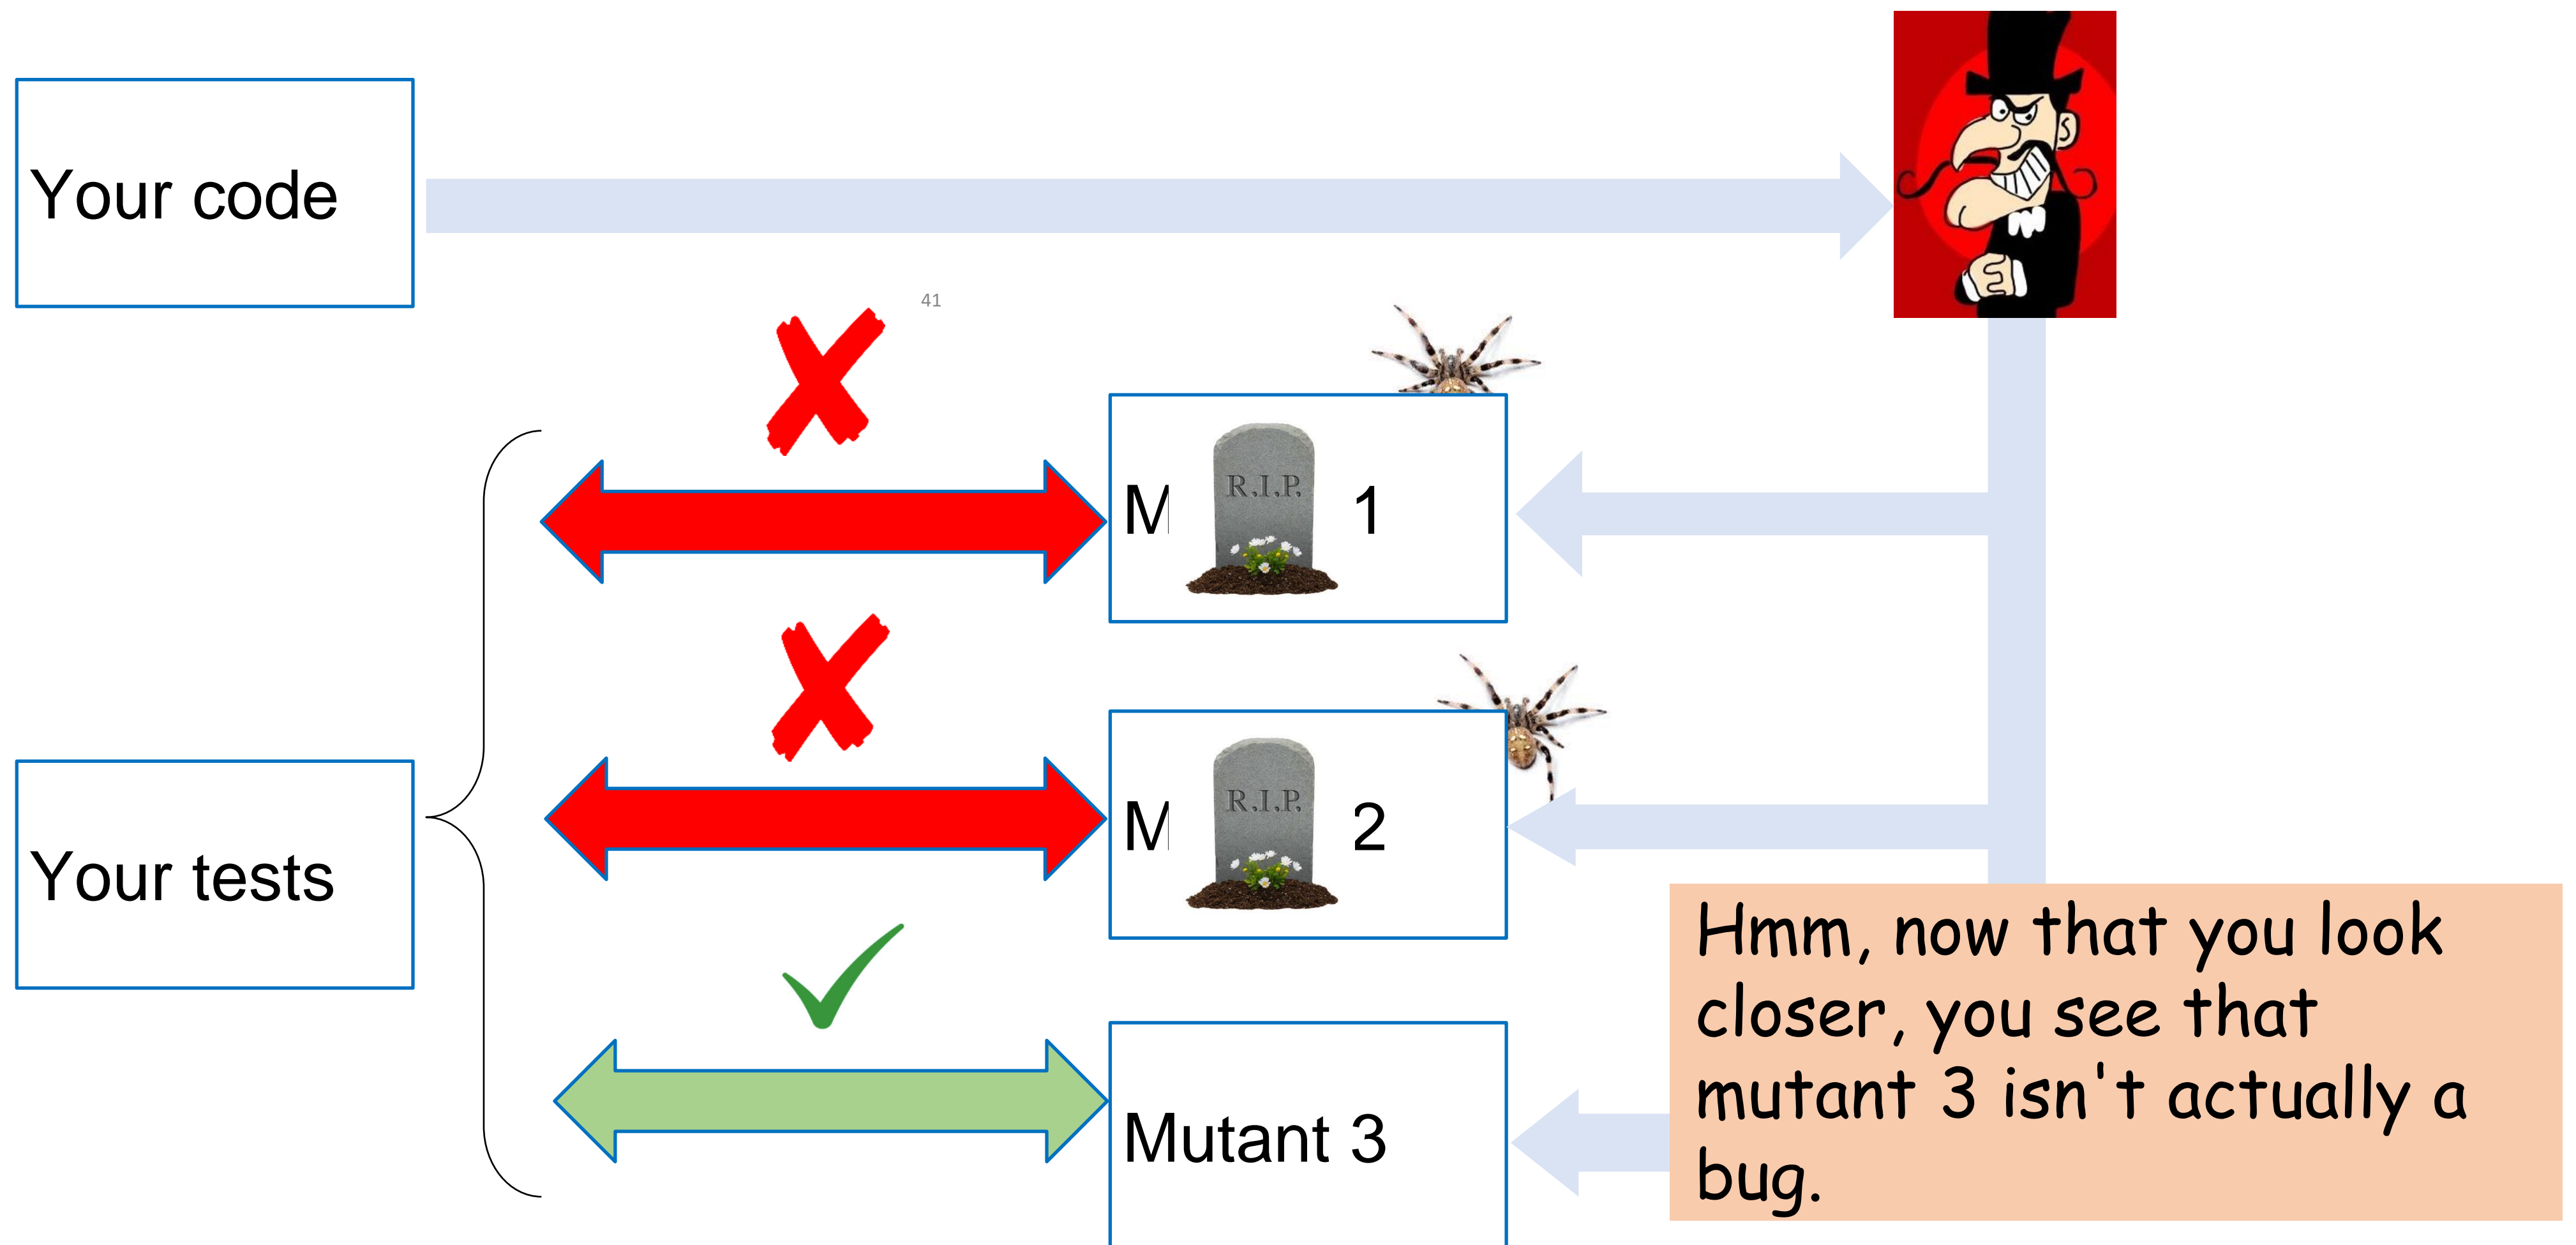 Your code
41
R.I.P.
M 1
R.I.P.
M 2
Your tests
Mutant 3
Hmm, now that you look
closer, you see that
mutant 3 isn't actually a
bug.